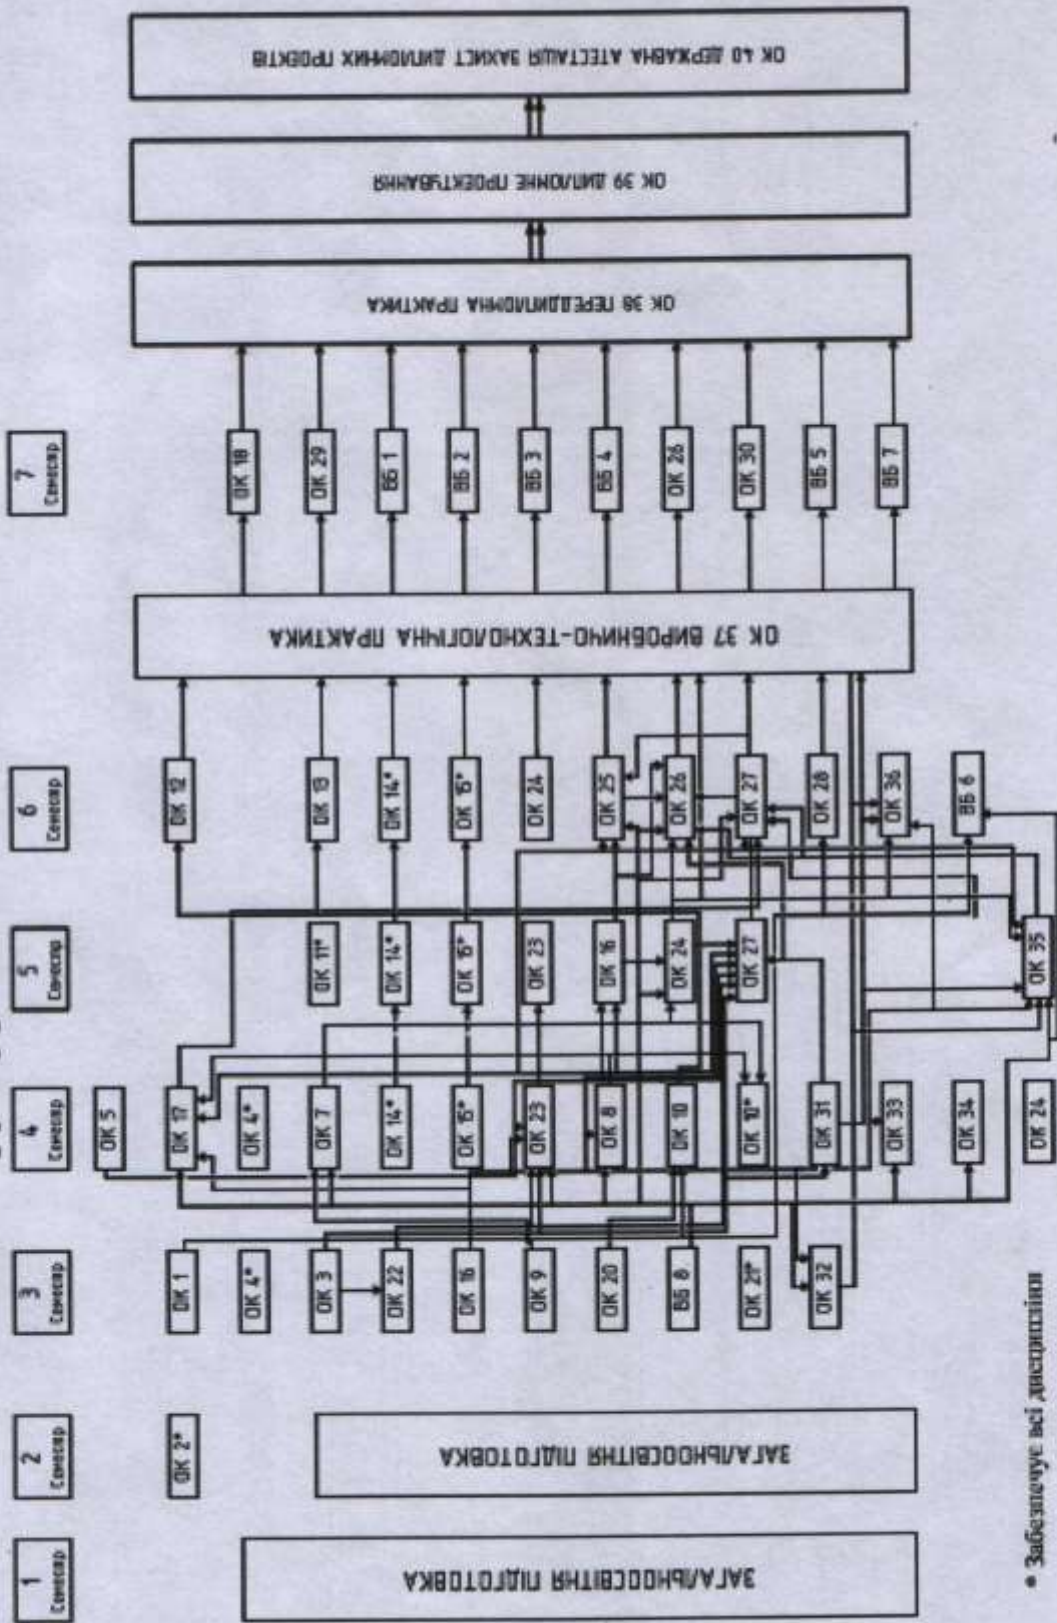 1
Семестр
2
Семестр
3
Семестр
4
Семестр
5
Семестр
6
Семестр
7
Семестр
ЗАГАЛЬНООСВІТНЯ ПІДГОТОВКА
ОК 2*
ЗАГАЛЬНООСВІТНЯ ПІДГОТОВКА
ОК 1
ОК 4*
ОК 3
ОК 22
ОК 16
ОК 9
ОК 20
ВБ 8
ОК 21*
ОК 32
ОК 5
ОК 17
ОК 4*
ОК 7
ОК 14*
ОК 15*
ОК 23
ОК 8
ОК 10
ОК 10*
ОК 31
ОК 33
ОК 34
ОК 24
ОК 11*
ОК 14*
ОК 15*
ОК 23
ОК 16
ОК 24
ОК 27
ОК 35
ОК 12
ОК 13
ОК 14*
ОК 15*
ОК 24
ОК 25
ОК 26
ОК 27
ОК 28
ОК 36
ВБ 6
ОК 37 ВИРОБНИЧО-ТЕХНОЛОГІЧНА ПРАКТИКА
ОК 18
ОК 29
ВБ 1
ВБ 2
ВБ 3
ВБ 4
ОК 26
ОК 30
ВБ 5
ВБ 7
ОК 38 ПЕРЕДДИПЛОМНА ПРАКТИКА
ОК 39 ДИПЛОМНЕ ПРОЕКТУВАННЯ
ОК 40 ДЕРЖАВНА АТЕСТАЦІЯ ЗАХИСТ ДИПЛОМНИХ ПРОЕКТІВ
* Забезпечує всі дисципліни